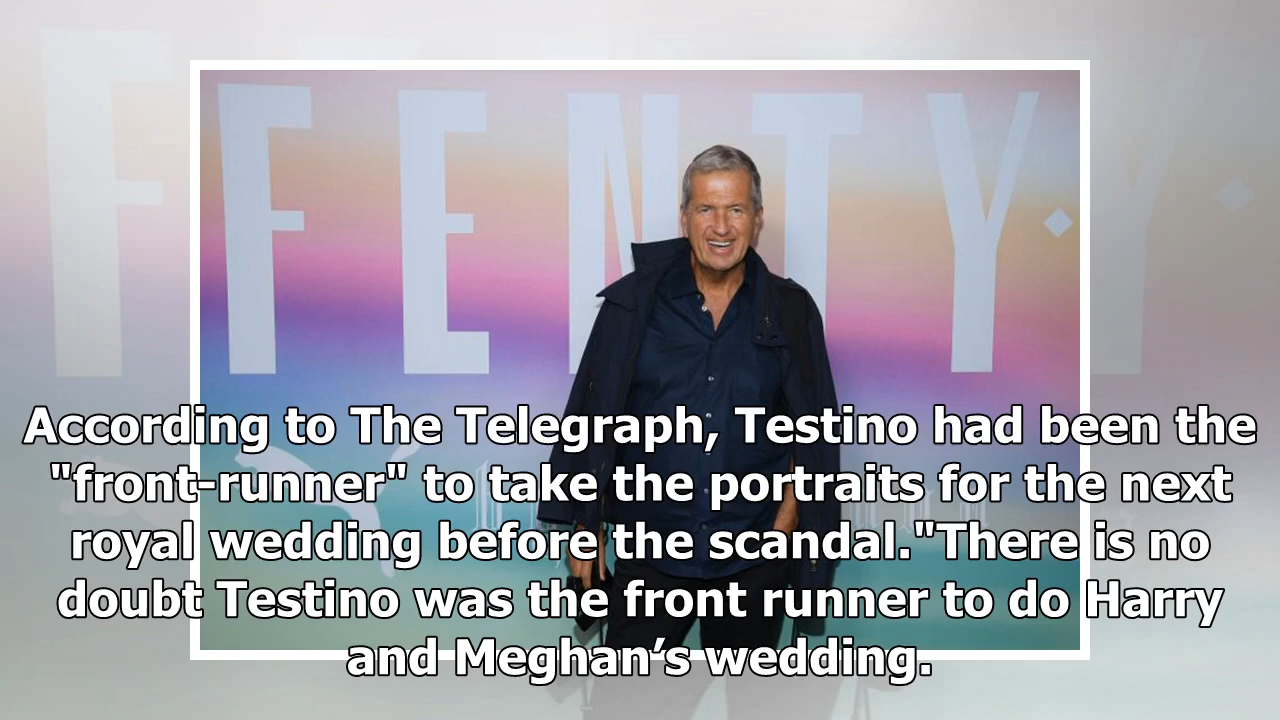 FENTY
According to The Telegraph, Testino had been the
"front-runner" to take the portraits for the next
royal wedding before the scandal."There is no
doubt Testino was the front runner to do Harry
and Meghan’s wedding.